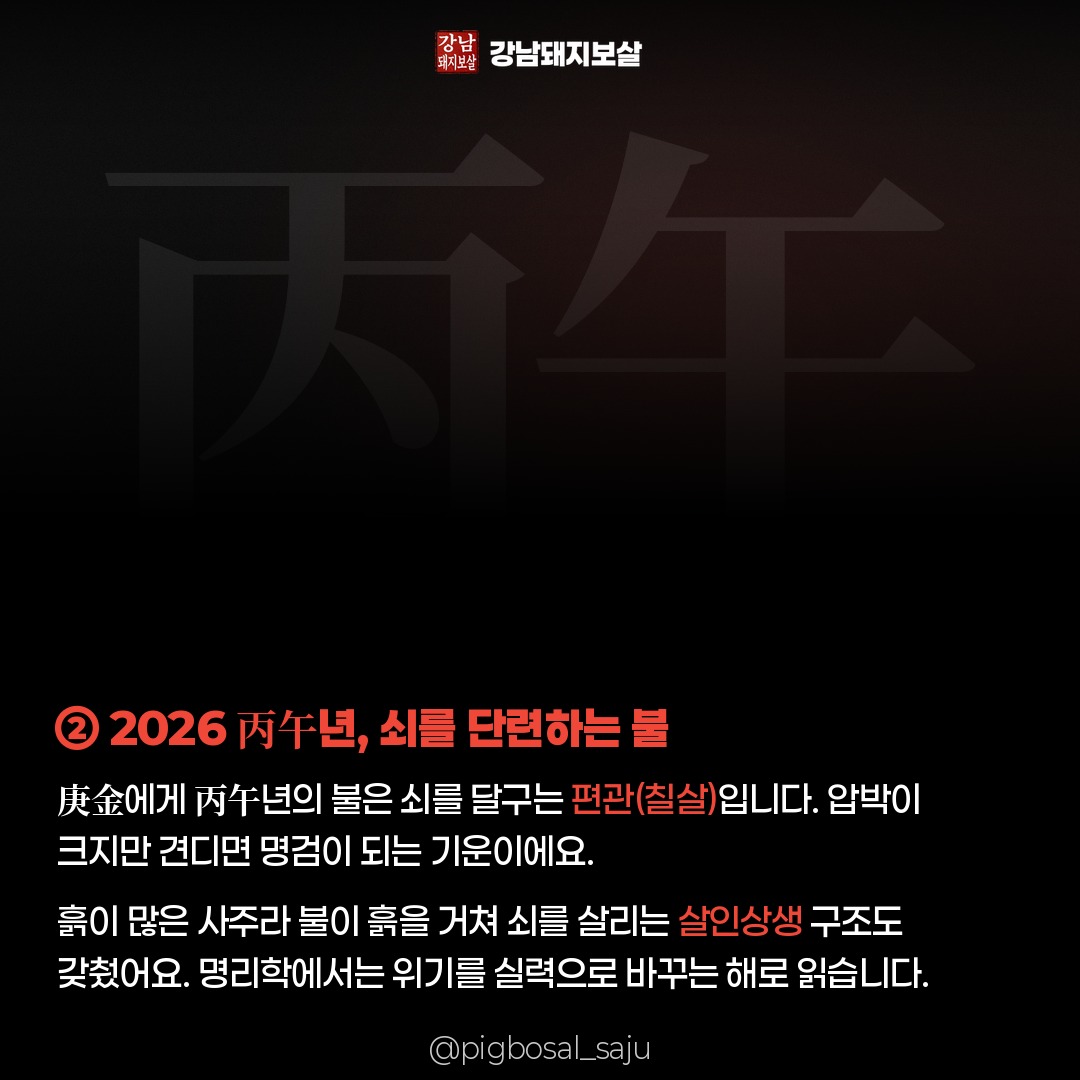 강남
돼지보살
강남돼지보살
丙午
② 2026 丙午년, 쇠를 단련하는 불
庚金에게 丙午년의 불은 쇠를 달구는 편관(칠살)입니다. 압박이
크지만 견디면 명검이 되는 기운이에요.
흙이 많은 사주라 불이 흙을 거쳐 쇠를 살리는 살인상생 구조도
갖췄어요. 명리학에서는 위기를 실력으로 바꾸는 해로 읽습니다.
@pigbosal_saju